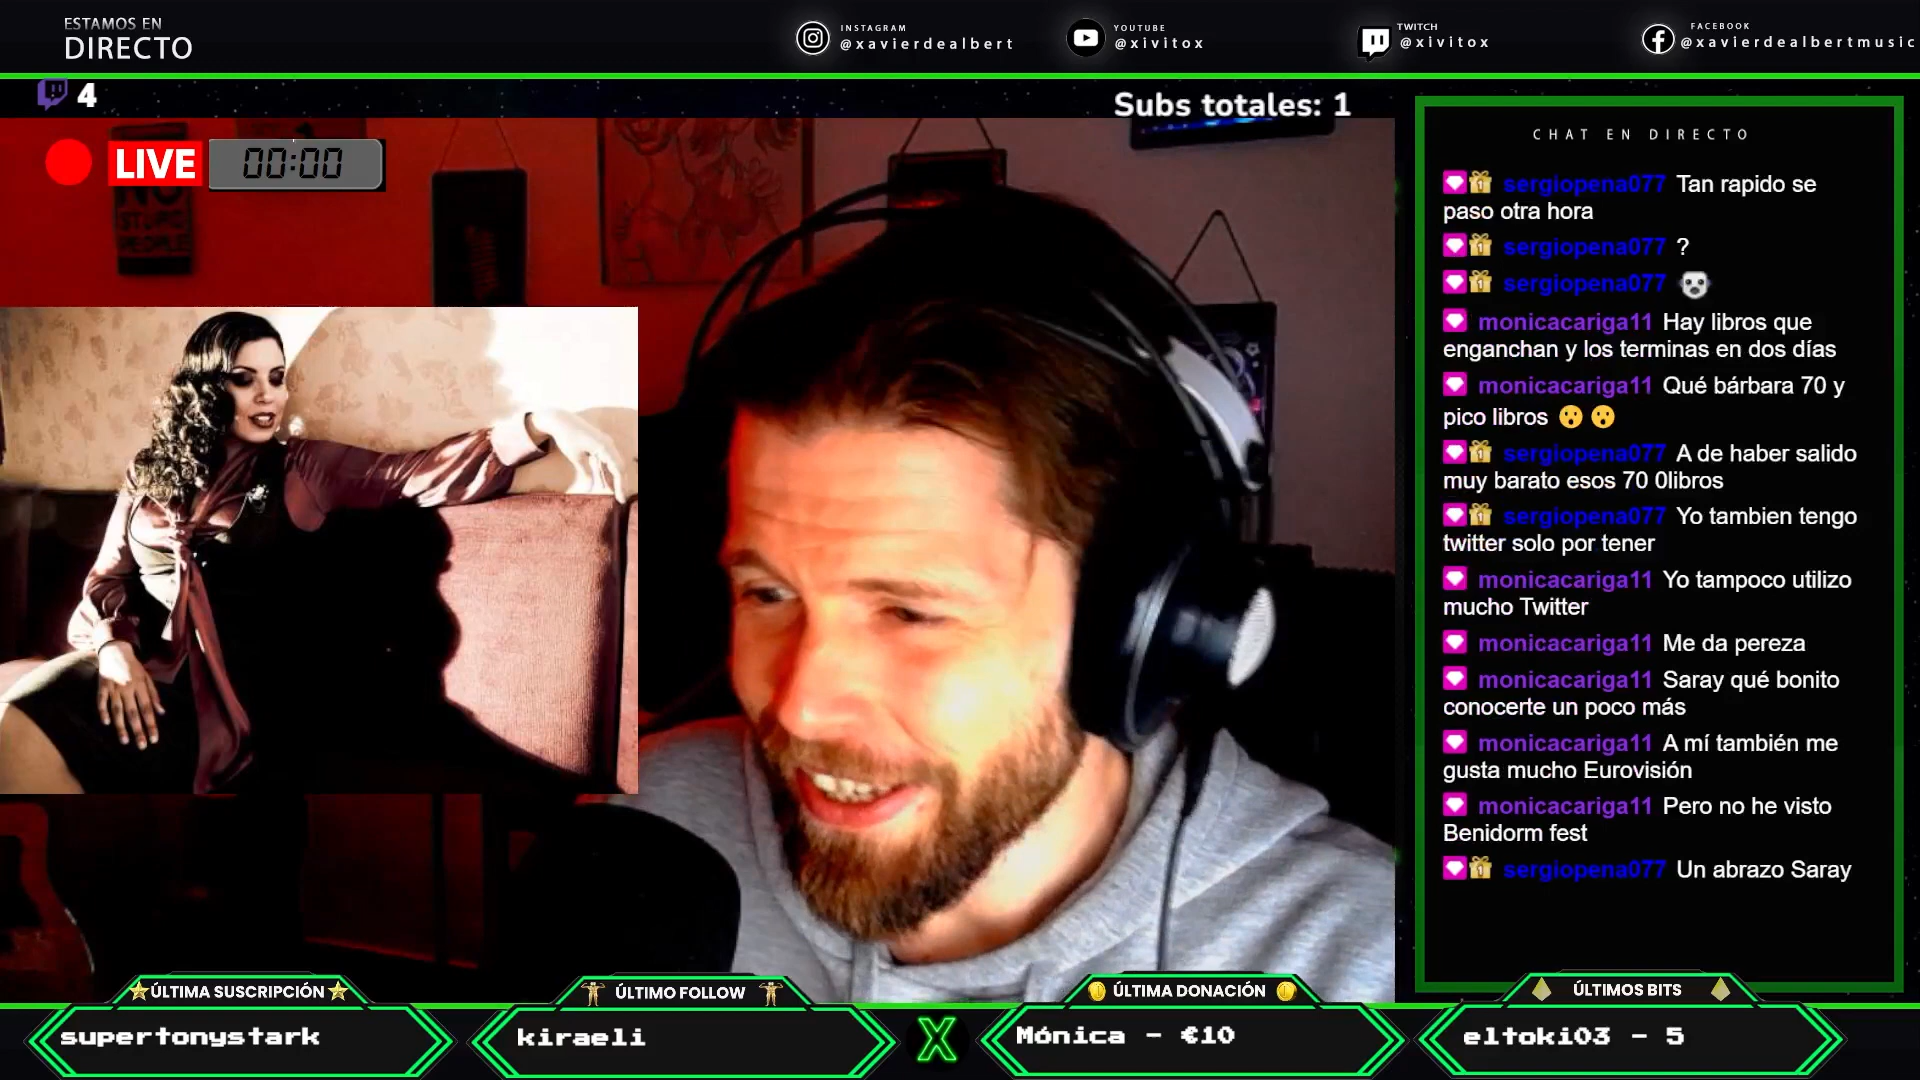 ESTAMOS EN
DIRECTO
INSTAGRAM
@xavierdealbert
YOUTUBE
@xivitox
TWITCH
@xivitox
FACEBOOK
@xavierdealbertmusic
4
Subs totales: 1
LIVE
00:00
NO
STUPID
PEOPLE
CHAT EN DIRECTO
sergiopena077 Tan rapido se
paso otra hora
sergiopena077 ?
sergiopena077
monicacariga11 Hay libros que
enganchan y los terminas en dos días
monicacariga11 Qué bárbara 70 y
pico libros 😮 😮
sergiopena077 A de haber salido
muy barato esos 70 0libros
sergiopena077 Yo tambien tengo
twitter solo por tener
monicacariga11 Yo tampoco utilizo
mucho Twitter
monicacariga11 Me da pereza
monicacariga11 Saray qué bonito
conocerte un poco más
monicacariga11 A mí también me
gusta mucho Eurovisión
monicacariga11 Pero no he visto
Benidorm fest
sergiopena077 Un abrazo Saray
ÚLTIMA SUSCRIPCIÓN
supertonystark
ÚLTIMO FOLLOW
kiraeli
X
ÚLTIMA DONACIÓN
Mónica - €10
ÚLTIMOS BITS
eltoki03 - 5